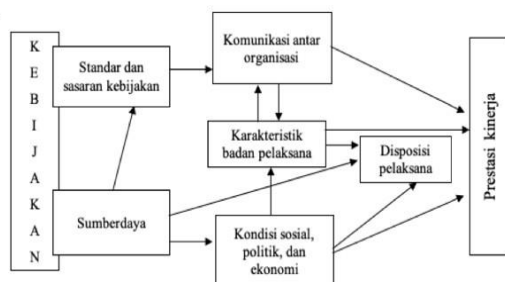 K
E
B
I
J
A
K
A
N
Standar dan
sasaran kebijakan
Sumberdaya
Komunikasi antar
organisasi
Karakteristik
badan pelaksana
Kondisi sosial,
politik, dan
ekonomi
Disposisi
pelaksana
Prestasi kinerja